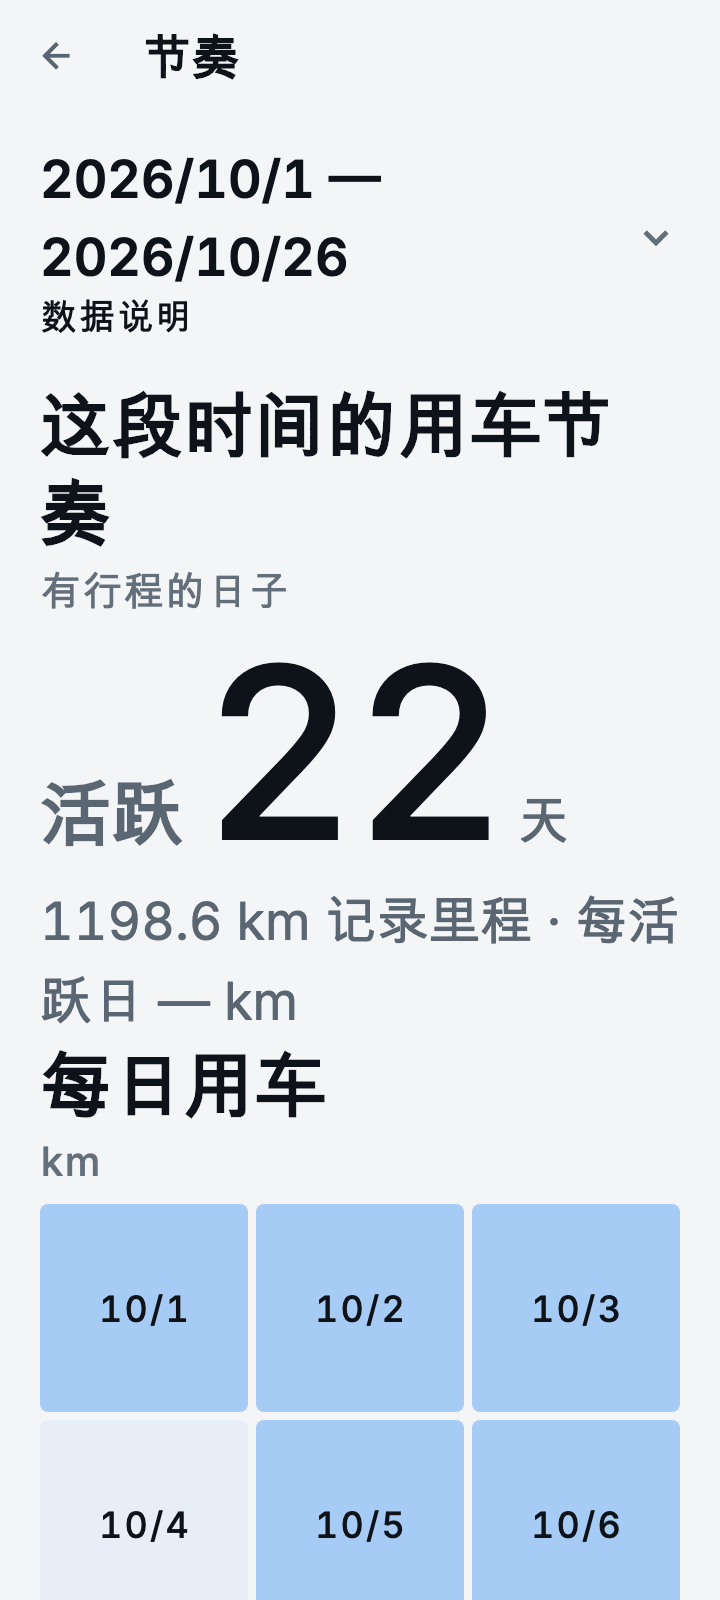 节奏
2026/10/1 —
2026/10/26
数据说明
这段时间的用车节
奏
有行程的日子
活跃 22 天
1198.6 km 记录里程 · 每活
跃日 — km
每日用车
km
10/1 10/2 10/3
10/4 10/5 10/6